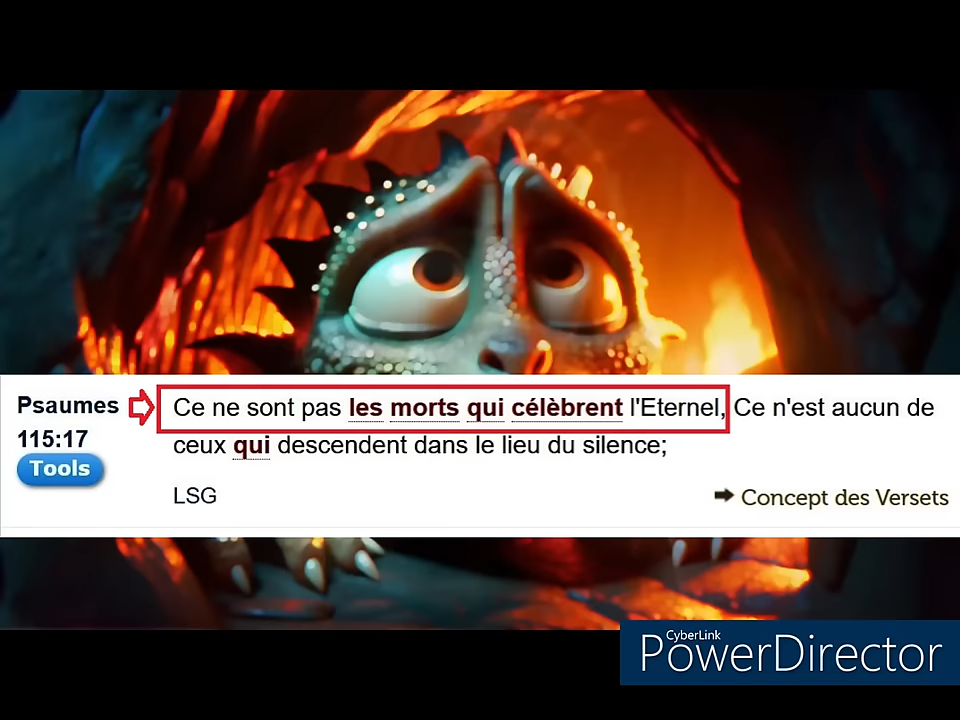 Psaumes
115:17
Tools
Ce ne sont pas les morts qui célèbrent l'Eternel, Ce n'est aucun de
ceux qui descendent dans le lieu du silence;
LSG
Concept des Versets
CyberLink
PowerDirector